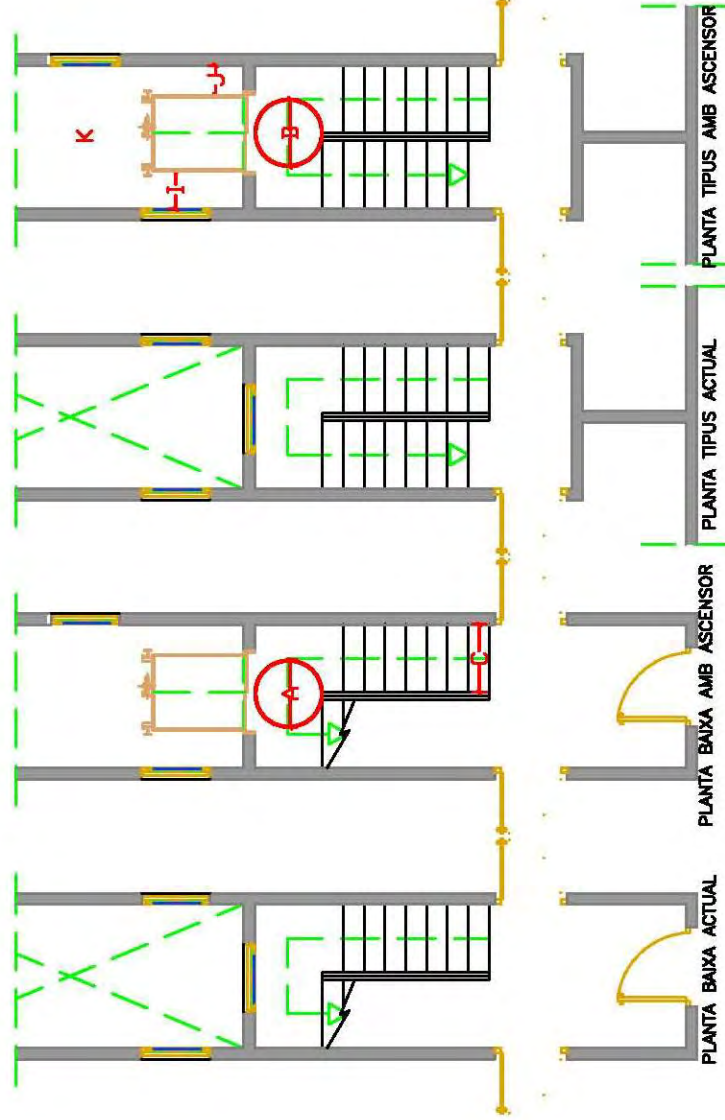 PLANTA BAIXA ACTUAL
PLANTA BAIXA AMB ASCENSOR
A
C
PLANTA TIPUS ACTUAL
PLANTA TIPUS AMB ASCENSOR
K
I
J
B